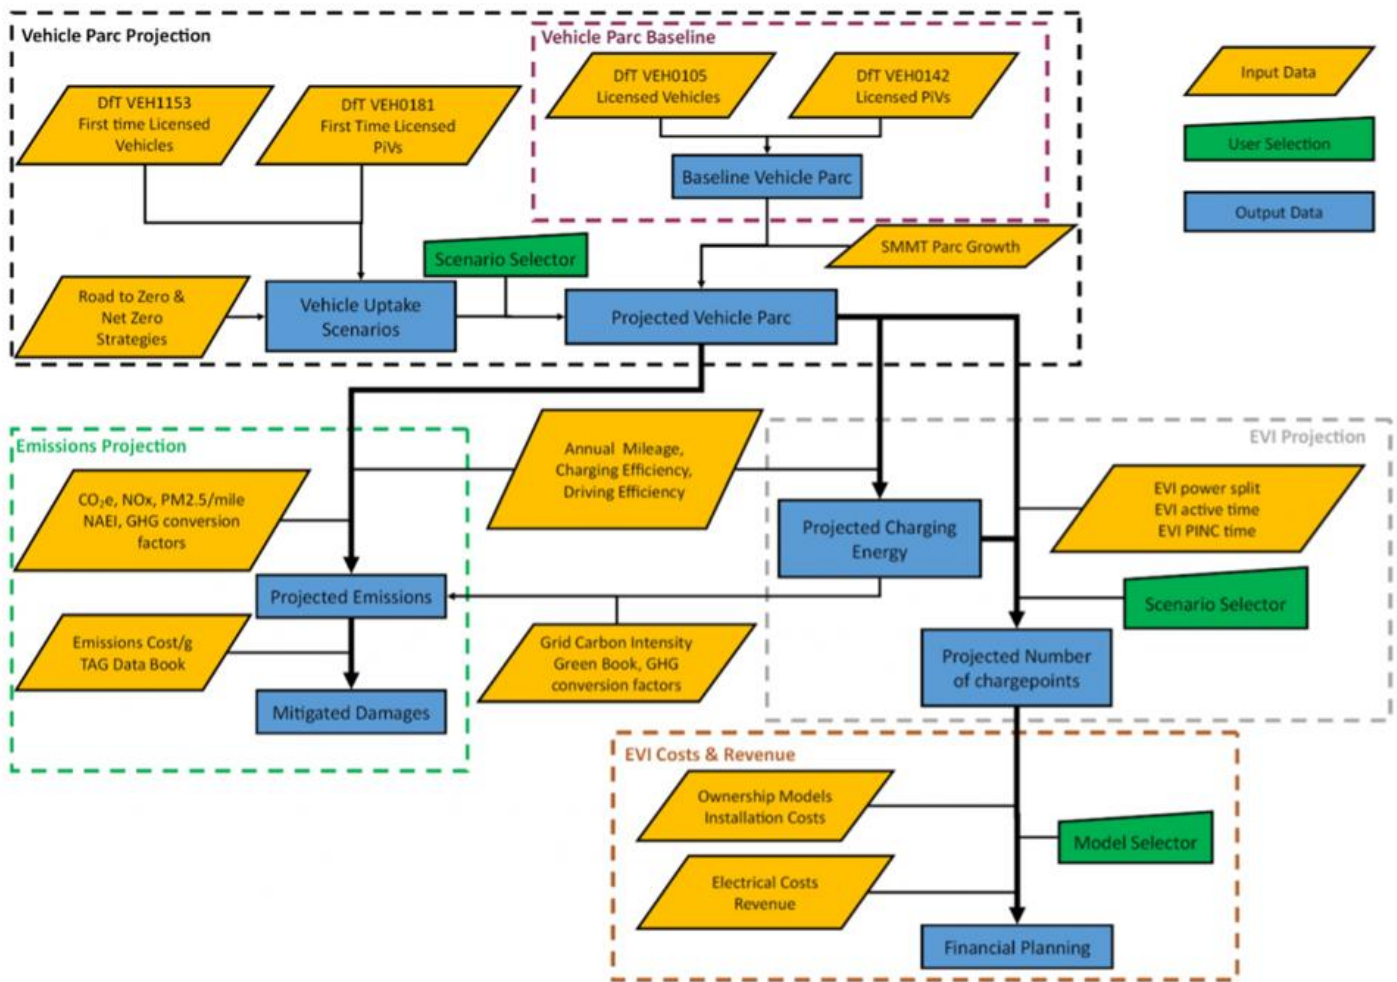 Vehicle Parc Projection
DfT VEH1153
First time Licensed
Vehicles
DfT VEH0181
First Time Licensed
PiVs
Vehicle Parc Baseline
DfT VEH0105
Licensed Vehicles
DfT VEH0142
Licensed PiVs
Baseline Vehicle Parc
Input Data
User Selection
Output Data
SMMT Parc Growth
Scenario Selector
Road to Zero &
Net Zero
Strategies
Vehicle Uptake
Scenarios
Projected Vehicle Parc
Emissions Projection
CO₂e, NOx, PM2.5/mile
NAEI, GHG conversion
factors
Annual Mileage,
Charging Efficiency,
Driving Efficiency
EVI Projection
EVI power split
EVI active time
EVI PINC time
Projected Charging
Energy
Projected Emissions
Scenario Selector
Emissions Cost/g
TAG Data Book
Grid Carbon Intensity
Green Book, GHG
conversion factors
Projected Number
of chargepoints
Mitigated Damages
EVI Costs & Revenue
Ownership Models
Installation Costs
Model Selector
Electrical Costs
Revenue
Financial Planning